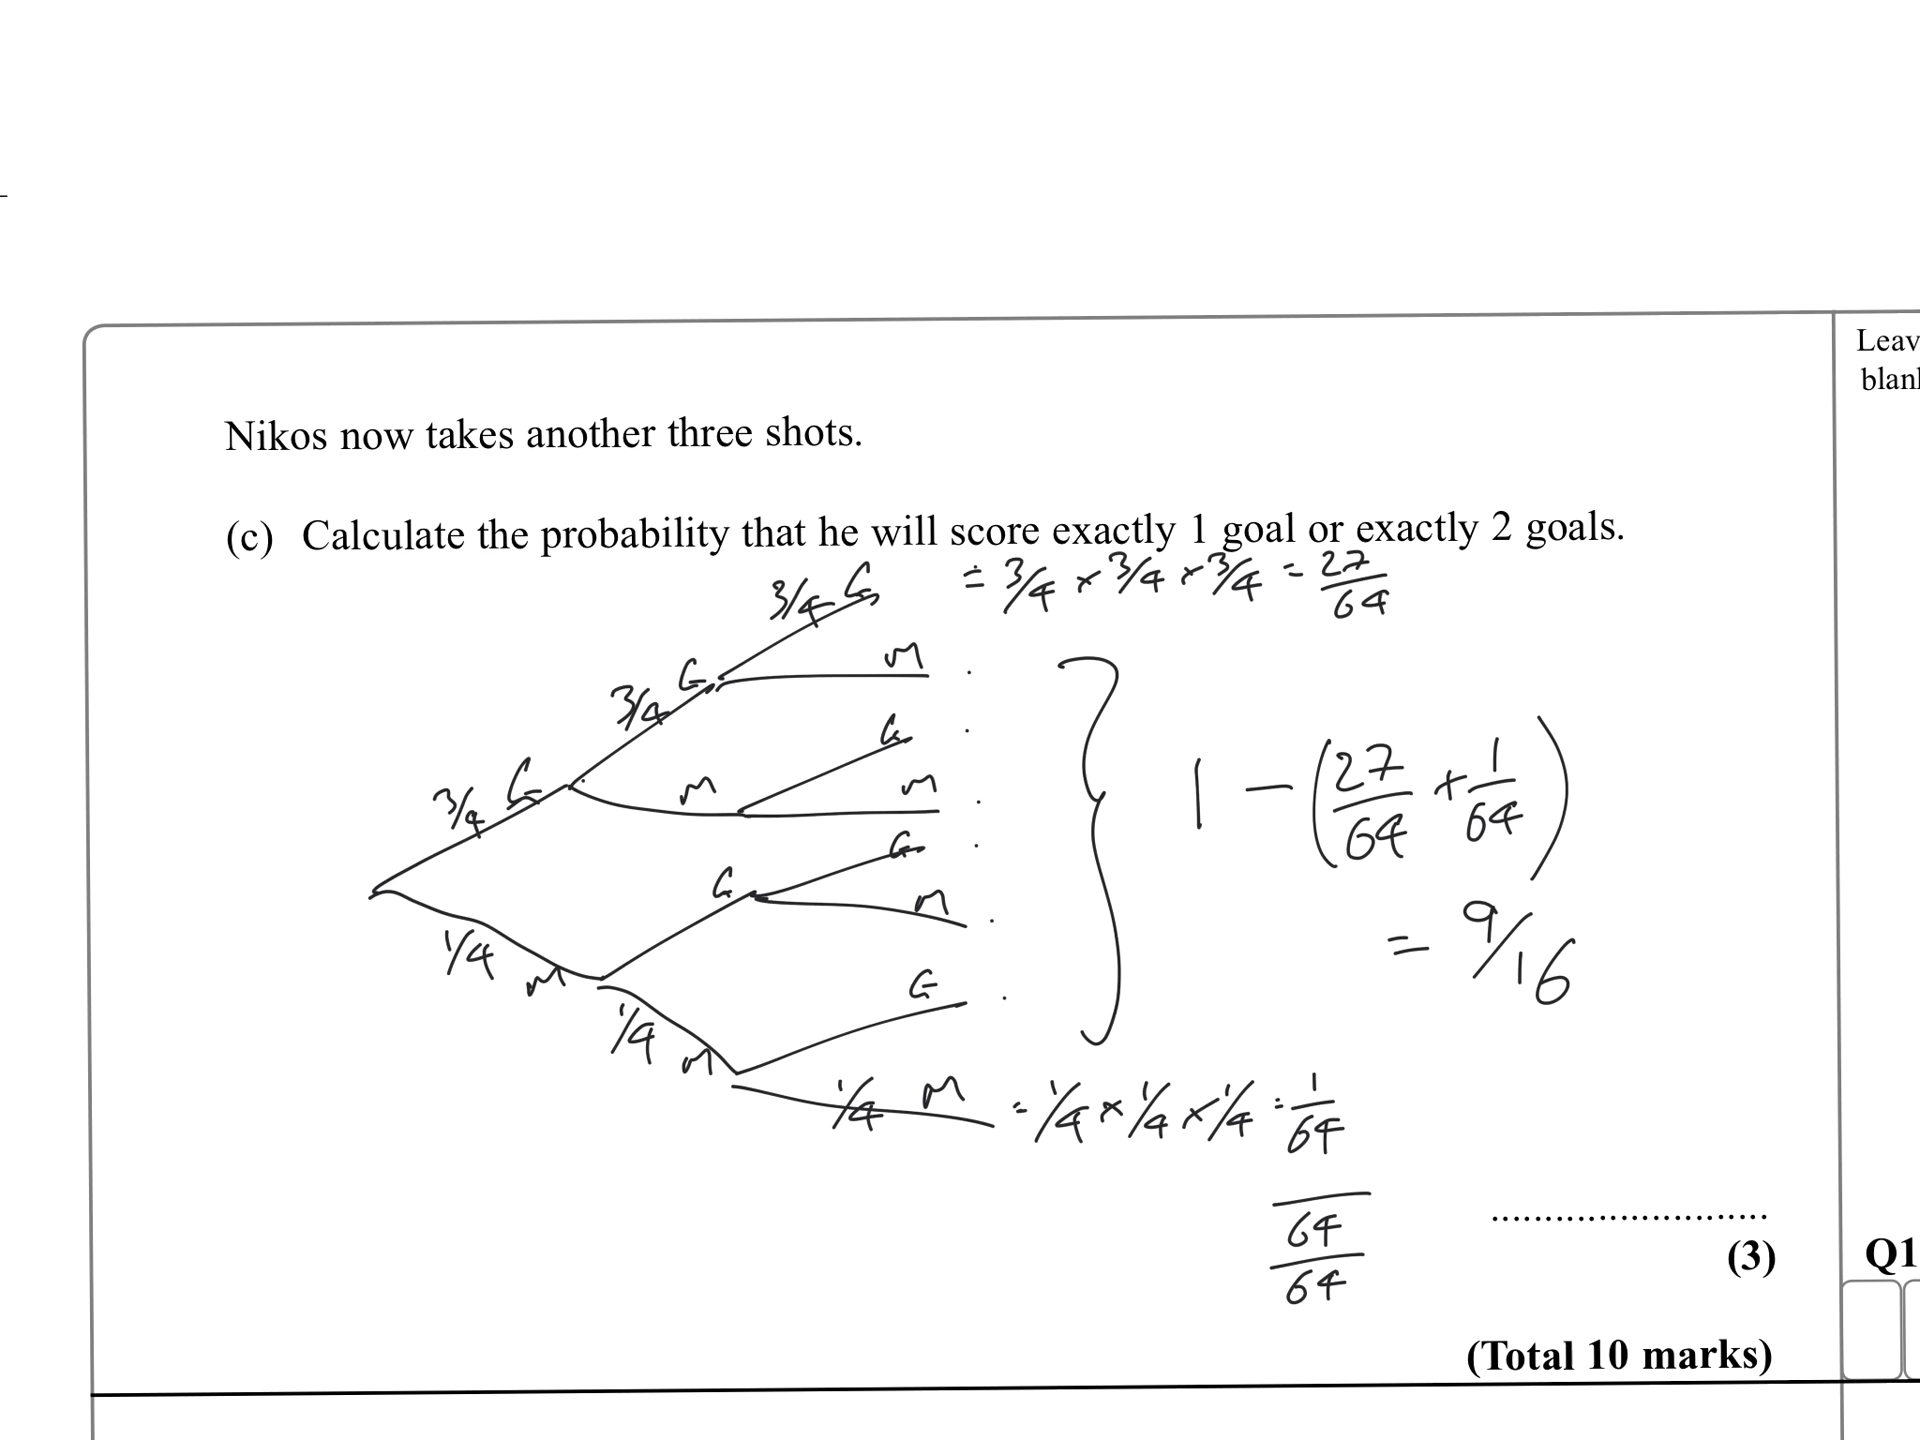 Leav
blank
Nikos now takes another three shots.
(c) Calculate the probability that he will score exactly 1 goal or exactly 2 goals.
3/4 G = 3/4 × 3/4 × 3/4 = 27/64
3/4 G M
G
3/4 G M M
G
G M
1/4 M
G
1/4 M
1/4 M = 1/4 × 1/4 × 1/4 = 1/64
1 - (27/64 + 1/64)
= 9/16
64
64
(3)
Q1
(Total 10 marks)